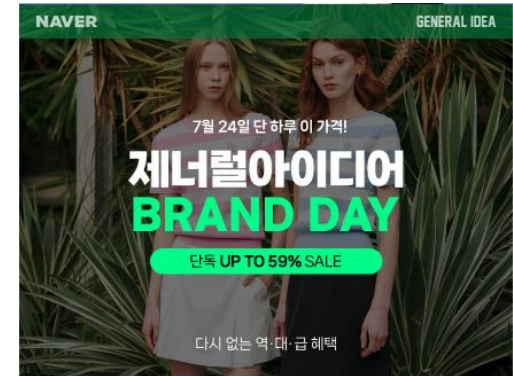 NAVER
GENERAL IDEA
7월 24일 단 하루 이 가격!
제너럴아이디어
BRAND DAY
단독 UP TO 59% SALE
다시 없는 역·대·급 혜택